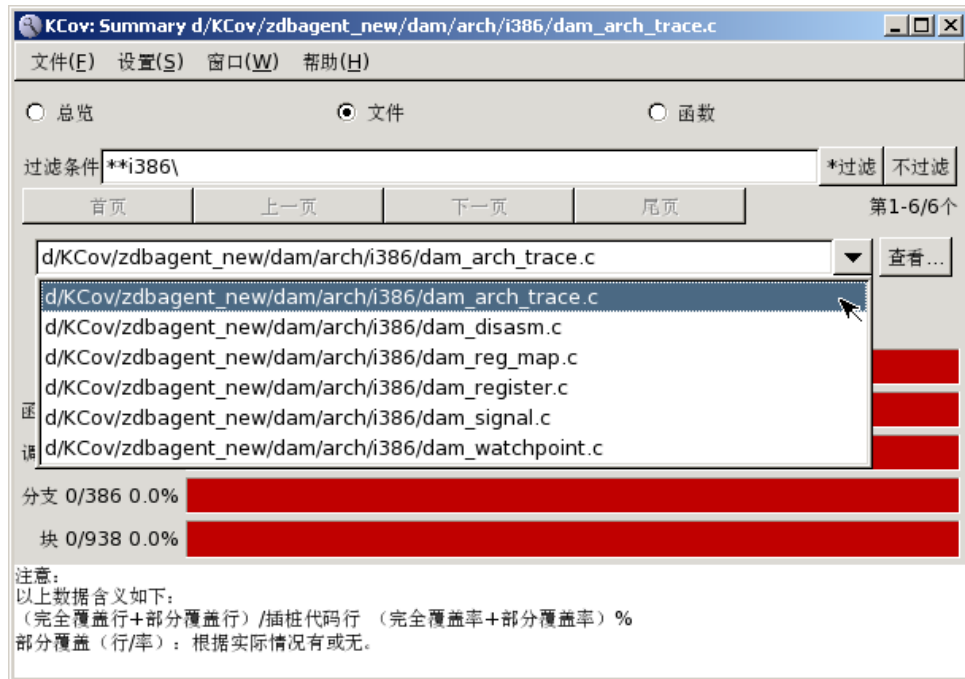 KCov: Summary d/KCov/zdbagent_new/dam/arch/i386/dam_arch_trace.c
文件(F) 设置(S) 窗口(W) 帮助(H)
总览 文件 函数
过滤条件 **i386\ *过滤 不过滤
首页 上一页 下一页 尾页 第1-6/6个
d/KCov/zdbagent_new/dam/arch/i386/dam_arch_trace.c 查看...
d/KCov/zdbagent_new/dam/arch/i386/dam_arch_trace.c
d/KCov/zdbagent_new/dam/arch/i386/dam_disasm.c
d/KCov/zdbagent_new/dam/arch/i386/dam_reg_map.c
d/KCov/zdbagent_new/dam/arch/i386/dam_register.c
d/KCov/zdbagent_new/dam/arch/i386/dam_signal.c
d/KCov/zdbagent_new/dam/arch/i386/dam_watchpoint.c
分支 0/386 0.0%
块 0/938 0.0%
注意:
以上数据含义如下:
（完全覆盖行+部分覆盖行）/插桩代码行 （完全覆盖率+部分覆盖率）%
部分覆盖（行/率）: 根据实际情况有或无。